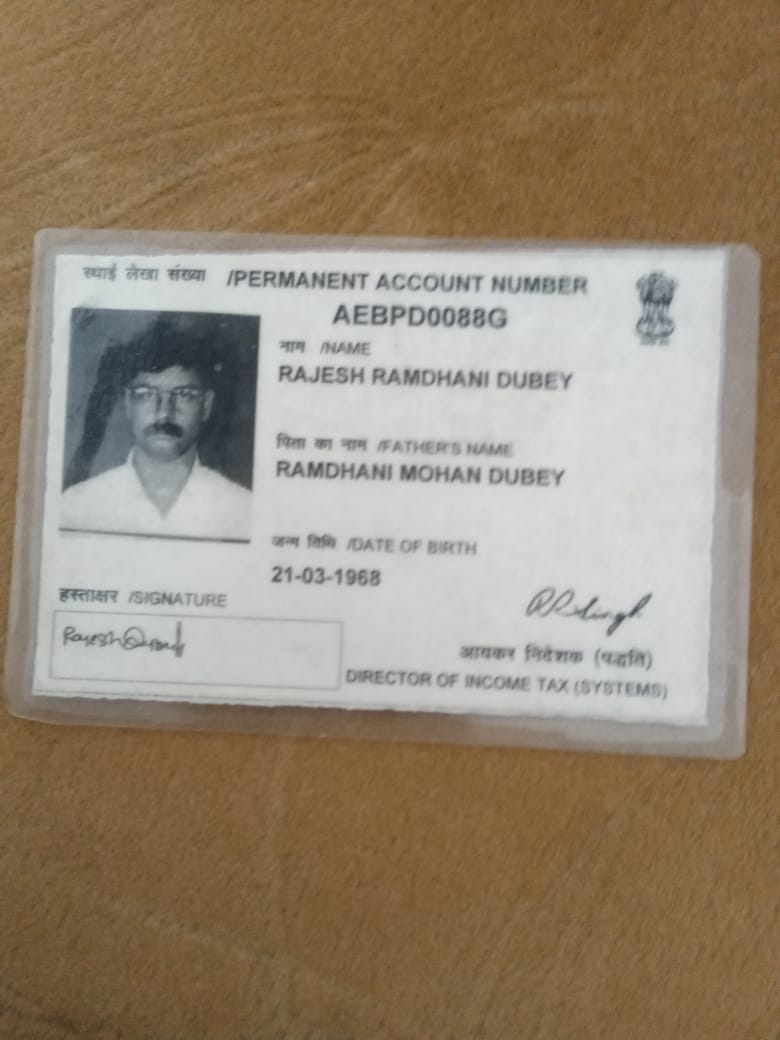 स्थाई लेखा संख्या /PERMANENT ACCOUNT NUMBER
AEBPD0088G
नाम /NAME
RAJESH RAMDHANI DUBEY
पिता का नाम /FATHER'S NAME
RAMDHANI MOHAN DUBEY
जन्म तिथि /DATE OF BIRTH
21-03-1968
हस्ताक्षर /SIGNATURE
आयकर निदेशक (पद्धति)
DIRECTOR OF INCOME TAX (SYSTEMS)